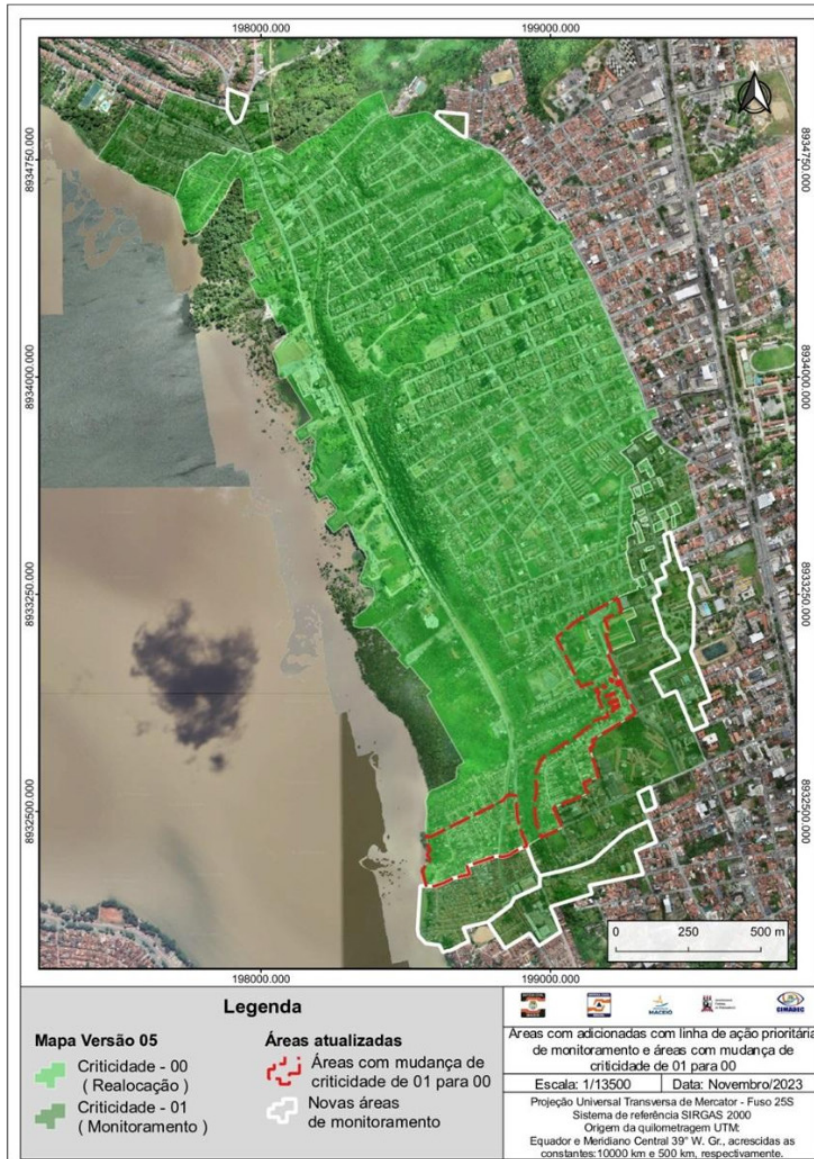 198000.000
199000.000
N
8934750.000
8934750.000
8934000.000
8934000.000
8933250.000
8933250.000
8932500.000
8932500.000
0 250 500 m
198000.000
199000.000
Legenda
Mapa Versão 05
Criticidade - 00
( Realocação )
Criticidade - 01
( Monitoramento )
Áreas atualizadas
Áreas com mudança de
criticidade de 01 para 00
Novas áreas
de monitoramento
MACEIÓ
CIMADEC
Áreas com adicionadas com linha de ação prioritária
de monitoramento e áreas com mudança de
criticidade de 01 para 00
Escala: 1/13500
Data: Novembro/2023
Projeção Universal Transversa de Mercator - Fuso 25S
Sistema de referência SIRGAS 2000
Origem da quilometragem UTM:
Equador e Meridiano Central 39° W. Gr., acrescidas as
constantes:10000 km e 500 km, respectivamente.